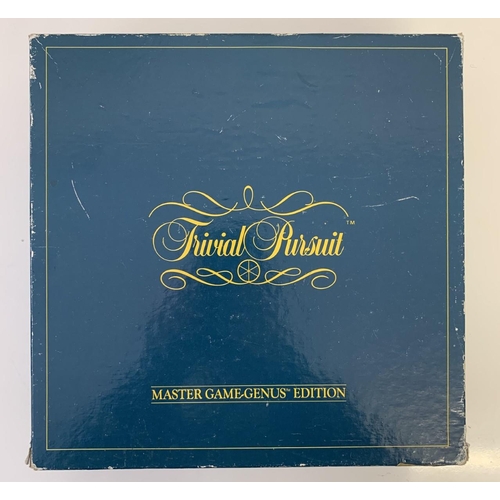 Trivial Pursuit™
MASTER GAME-GENUS™ EDITION